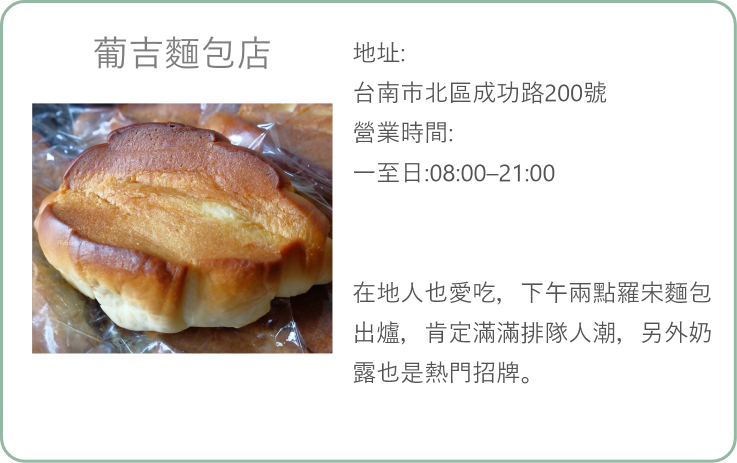 葡吉麵包店
地址:
台南市北區成功路200號
營業時間:
一至日:08:00–21:00
在地人也愛吃，下午兩點羅宋麵包
出爐，肯定滿滿排隊人潮，另外奶
露也是熱門招牌。